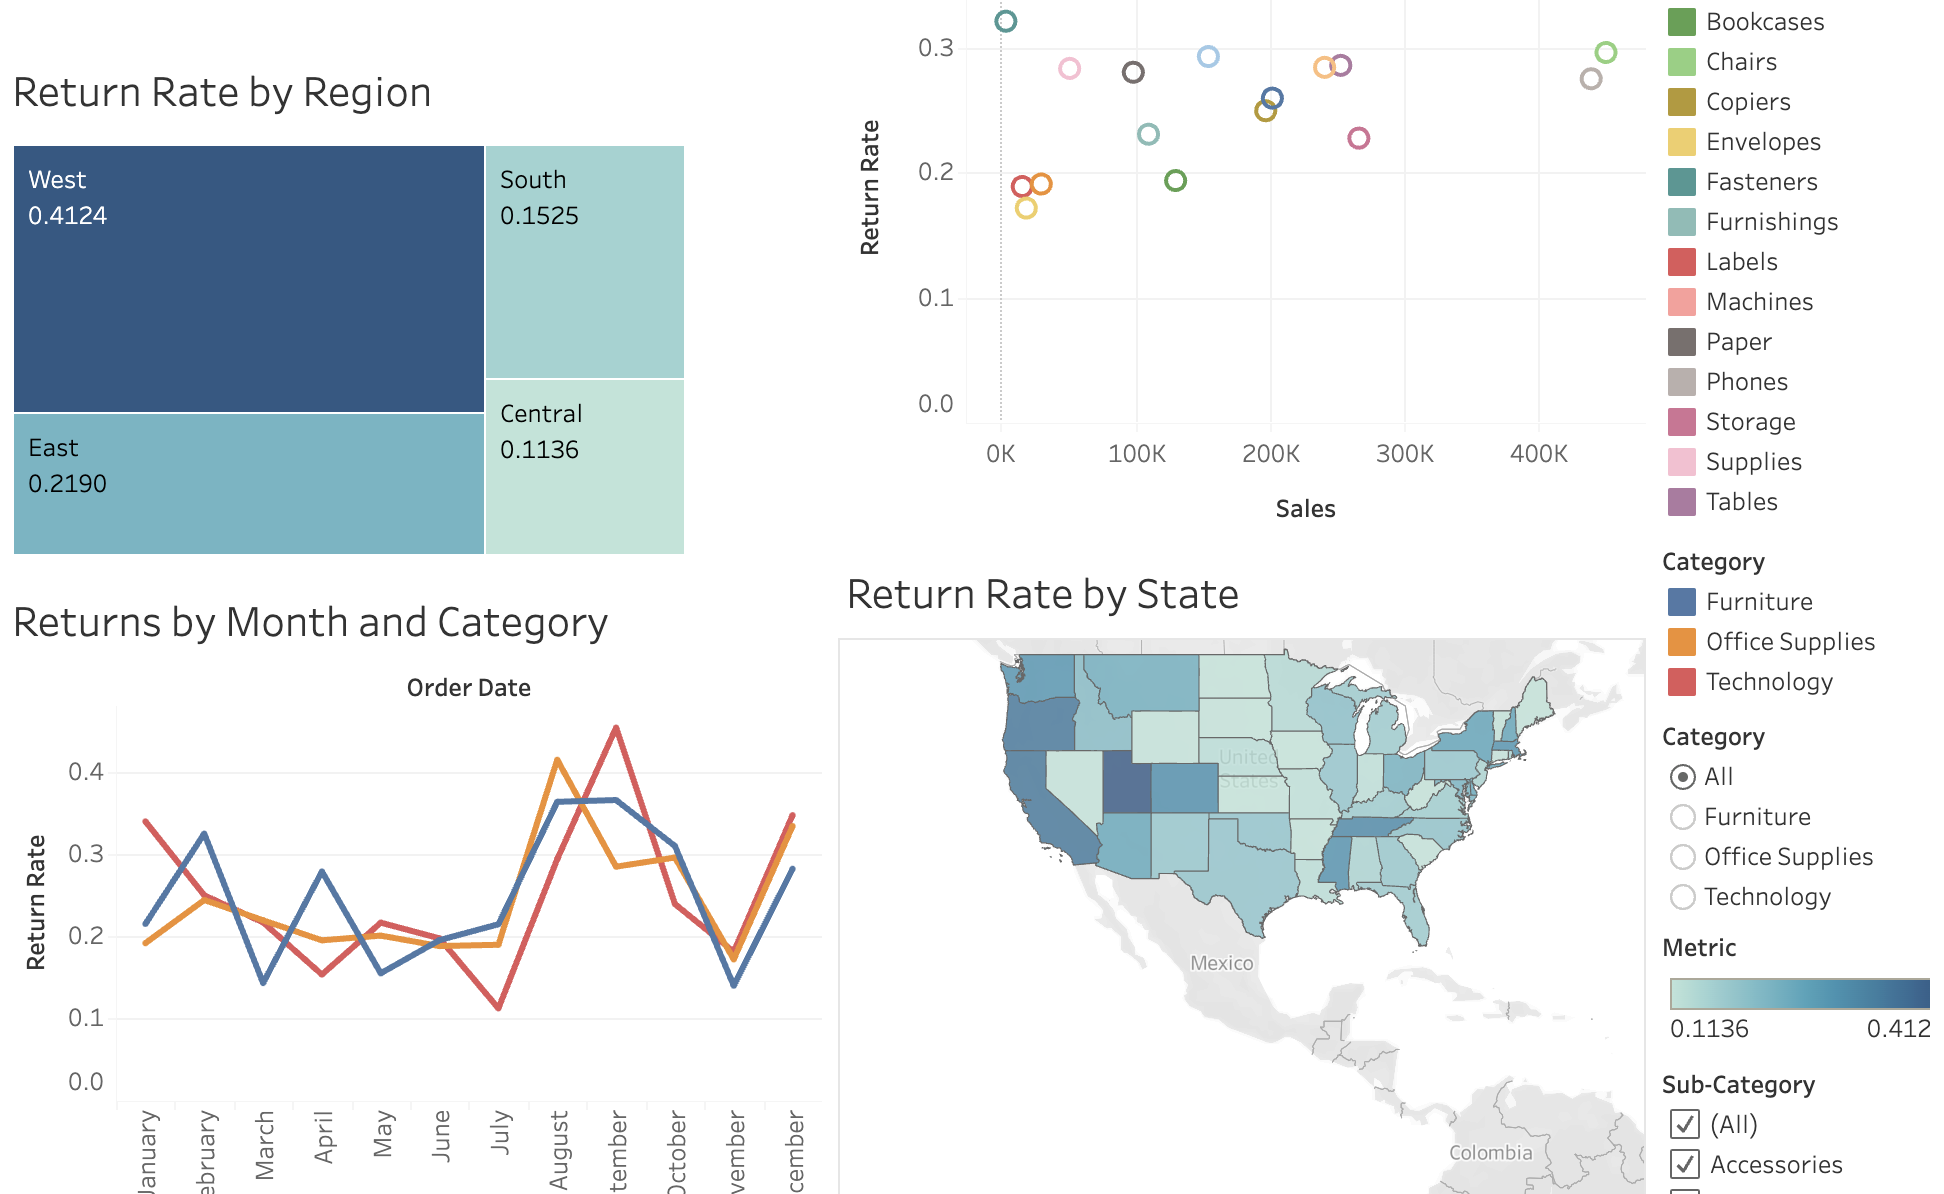 Return Rate by Region
West
0.4124
South
0.1525
East
0.2190
Central
0.1136
Return Rate
0.3
0.2
0.1
0.0
0K
100K
200K
300K
400K
Sales
Bookcases
Chairs
Copiers
Envelopes
Fasteners
Furnishings
Labels
Machines
Paper
Phones
Storage
Supplies
Tables
Category
Furniture
Office Supplies
Technology
Returns by Month and Category
Order Date
Return Rate
0.4
0.3
0.2
0.1
0.0
January
ebruary
March
April
May
June
July
August
tember
October
vember
cember
Return Rate by State
United
States
Mexico
Colombia
Category
All
Furniture
Office Supplies
Technology
Metric
0.1136
0.412
Sub-Category
(All)
Accessories